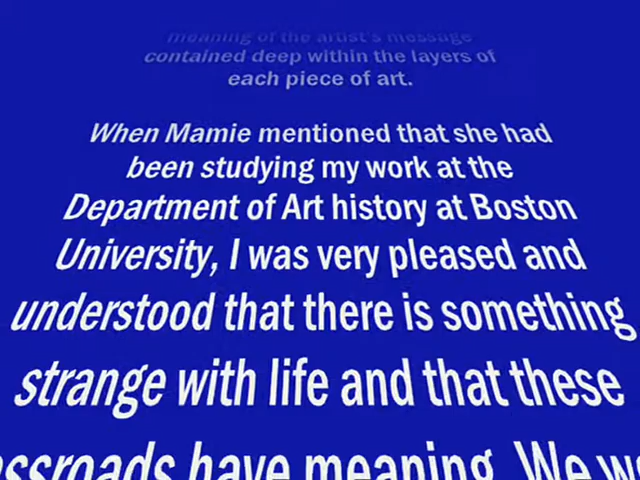 meaning of the artist's message
contained deep within the layers of
each piece of art.
When Mamie mentioned that she had
been studying my work at the
Department of Art history at Boston
University, I was very pleased and
understood that there is something
strange with life and that these
have meaning. We